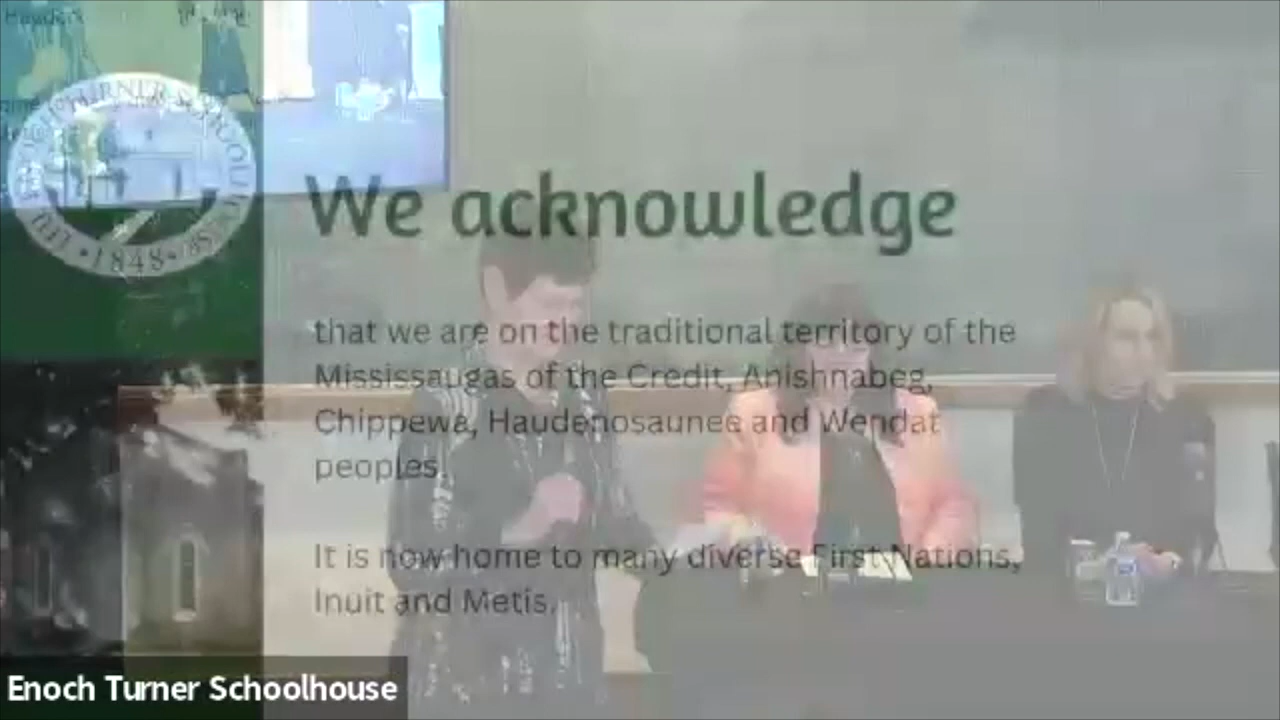 We acknowledge
that we are on the traditional territory of the
Mississaugas of the Credit, Anishnabeg,
Chippewa, Haudenosaunee and Wendat
peoples.
It is now home to many diverse First Nations,
Inuit and Metis.
1848
Enoch Turner Schoolhouse